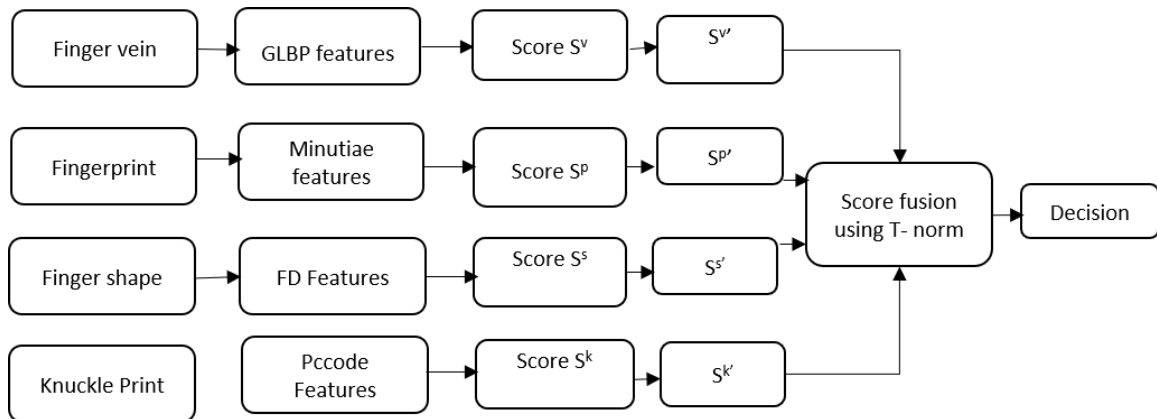 Finger vein
GLBP features
Score Sᵛ
Sᵛ’
Fingerprint
Minutiae
features
Score Sᵖ
Sᵖ’
Score fusion
using T- norm
Decision
Finger shape
FD Features
Score Sˢ
Sˢ’
Knuckle Print
Pccode
Features
Score Sᵏ
Sᵏ’